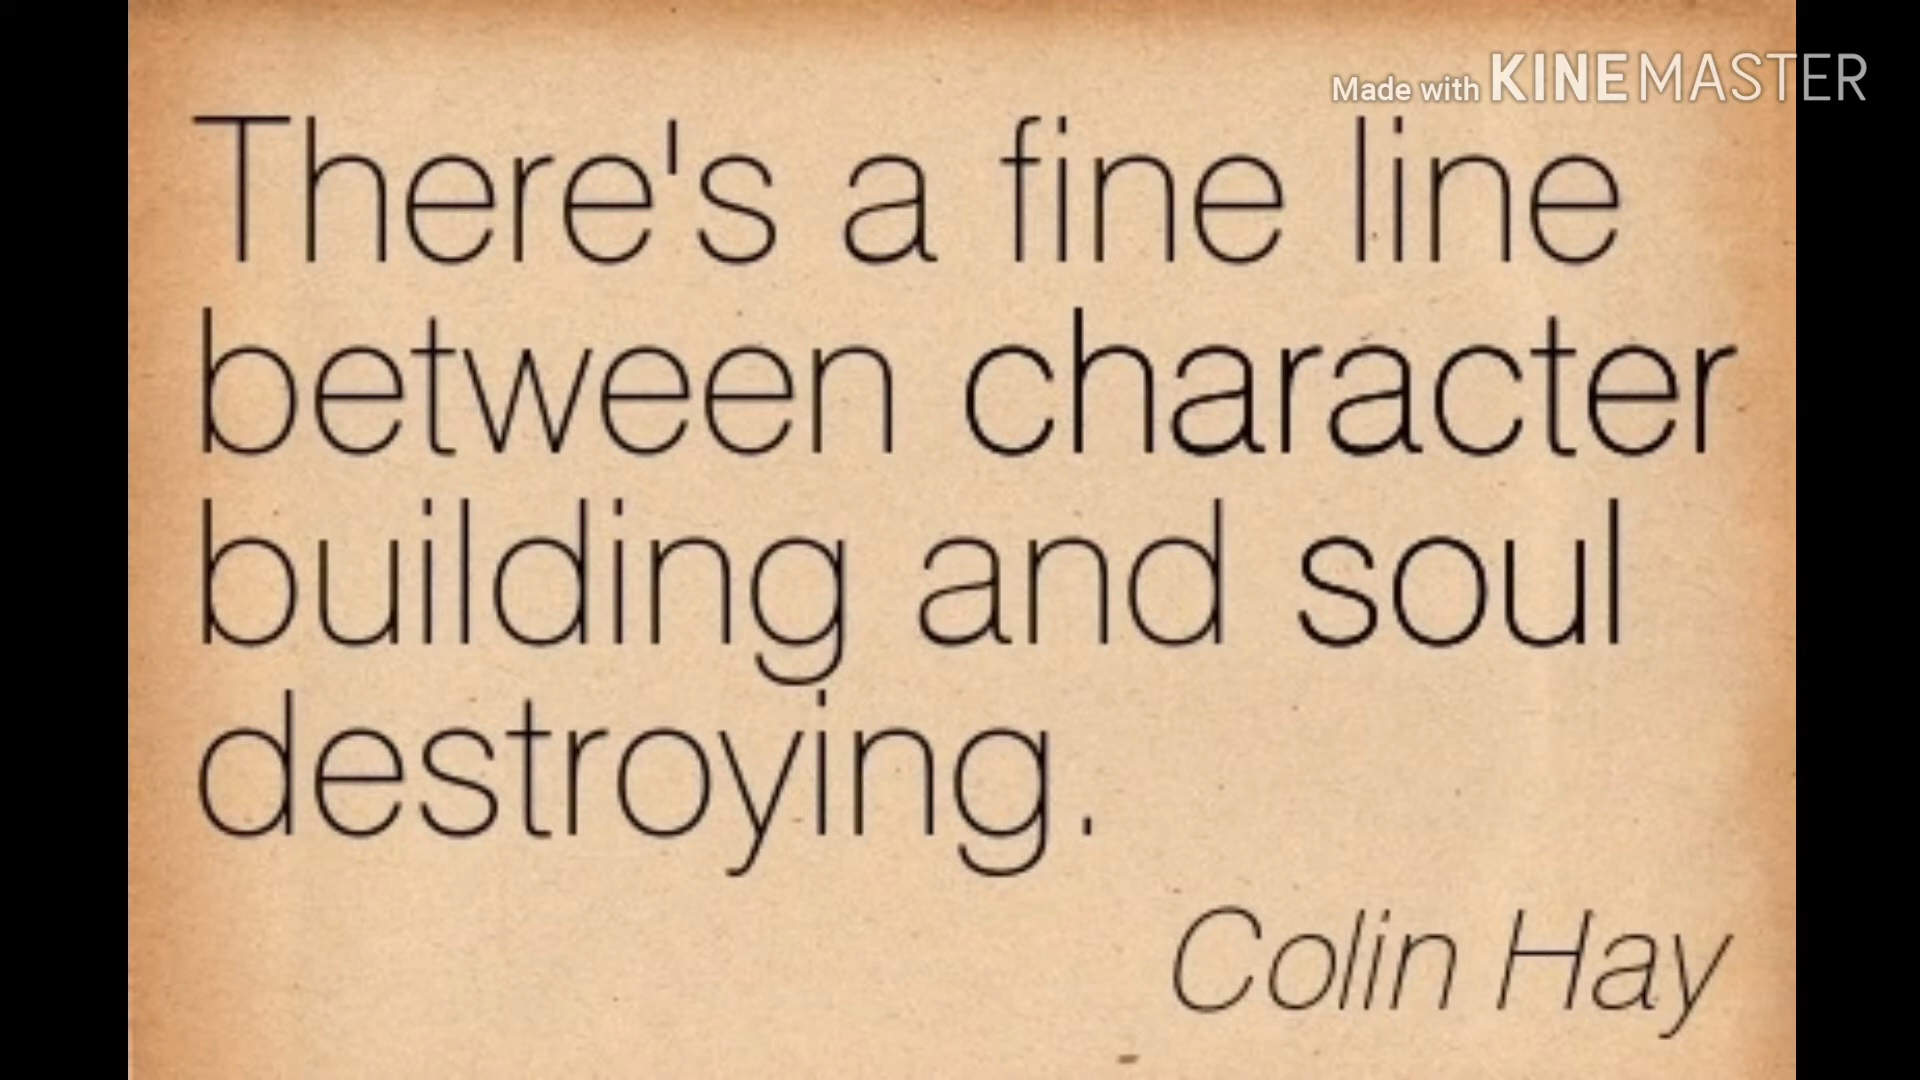 Made with KINEMASTER
There's a fine line
between character
building and soul
destroying.
Colin Hay